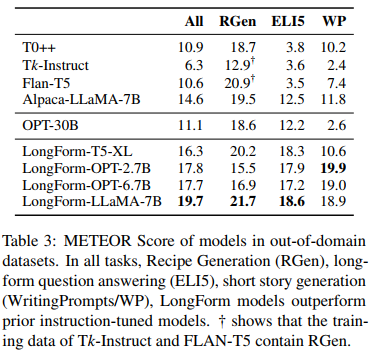 All RGen ELI5 WP
T0++ 10.9 18.7 3.8 10.2
Tk-Instruct 6.3 12.9† 3.6 2.4
Flan-T5 10.6 20.9† 3.5 7.4
Alpaca-LLaMA-7B 14.6 19.5 12.5 11.8
OPT-30B 11.1 18.6 12.2 2.6
LongForm-T5-XL 16.3 20.2 18.3 10.6
LongForm-OPT-2.7B 17.8 15.5 17.9 19.9
LongForm-OPT-6.7B 17.7 16.9 17.2 19.0
LongForm-LLaMA-7B 19.7 21.7 18.6 18.9
Table 3: METEOR Score of models in out-of-domain
datasets. In all tasks, Recipe Generation (RGen), long-
form question answering (ELI5), short story generation
(WritingPrompts/WP), LongForm models outperform
prior instruction-tuned models. † shows that the train-
ing data of Tk-Instruct and FLAN-T5 contain RGen.